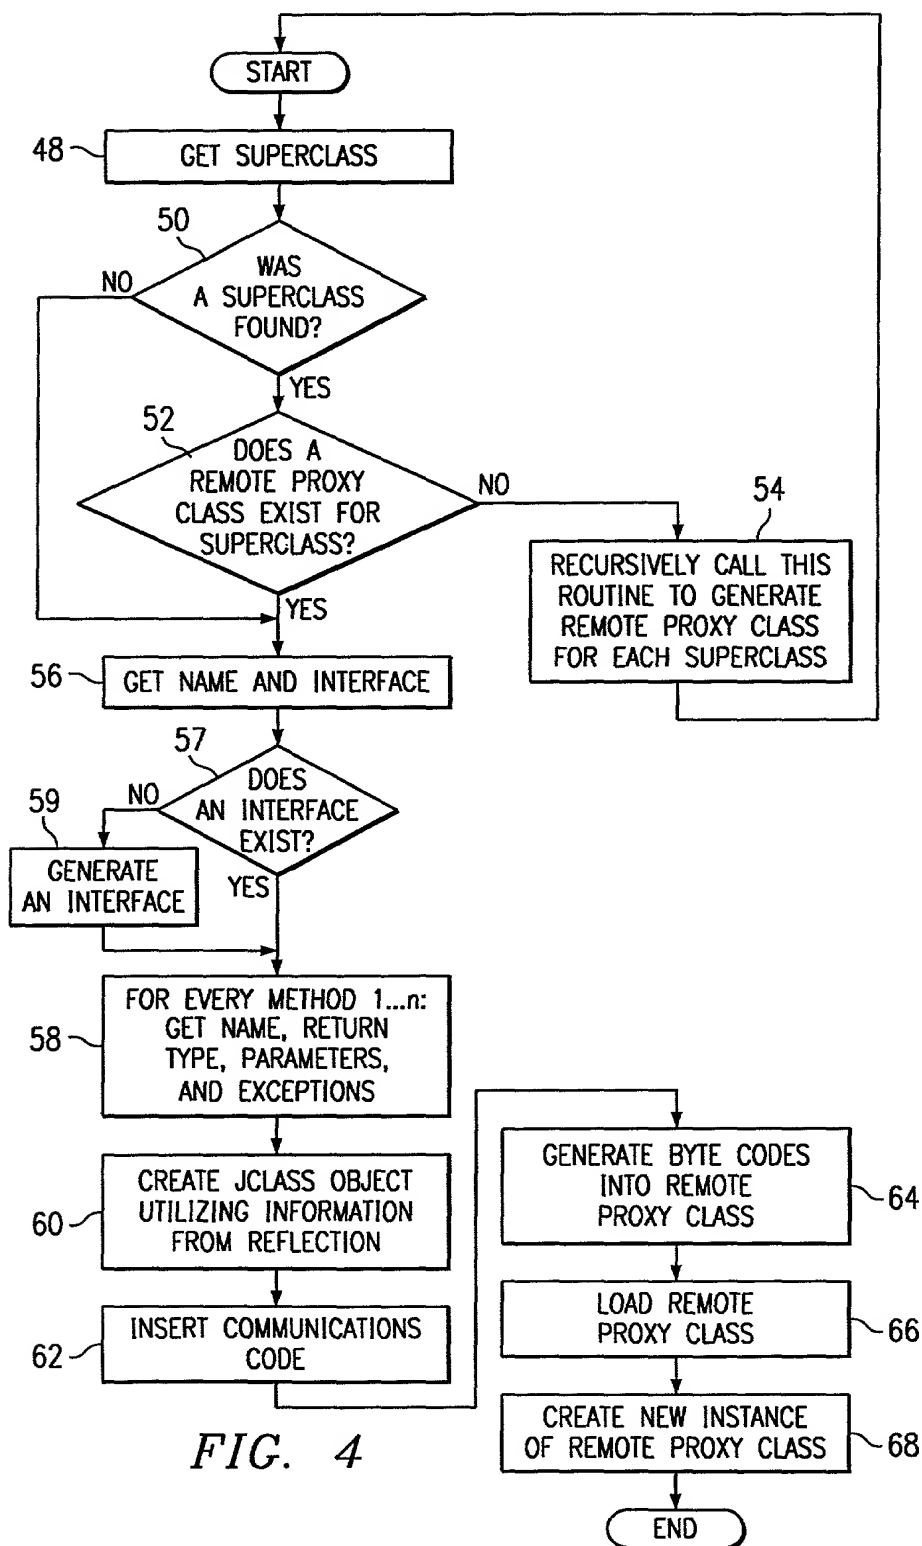 START
48
GET SUPERCLASS
50
WAS
A SUPERCLASS
FOUND?
NO
YES
52
DOES A
REMOTE PROXY
CLASS EXIST FOR
SUPERCLASS?
NO
YES
54
RECURSIVELY CALL THIS
ROUTINE TO GENERATE
REMOTE PROXY CLASS
FOR EACH SUPERCLASS
56
GET NAME AND INTERFACE
57
DOES
AN INTERFACE
EXIST?
NO
YES
59
GENERATE
AN INTERFACE
58
FOR EVERY METHOD 1...n:
GET NAME, RETURN
TYPE, PARAMETERS,
AND EXCEPTIONS
60
CREATE JCLASS OBJECT
UTILIZING INFORMATION
FROM REFLECTION
62
INSERT COMMUNICATIONS
CODE
GENERATE BYTE CODES
INTO REMOTE
PROXY CLASS
64
LOAD REMOTE
PROXY CLASS
66
CREATE NEW INSTANCE
OF REMOTE PROXY CLASS
68
END
FIG. 4